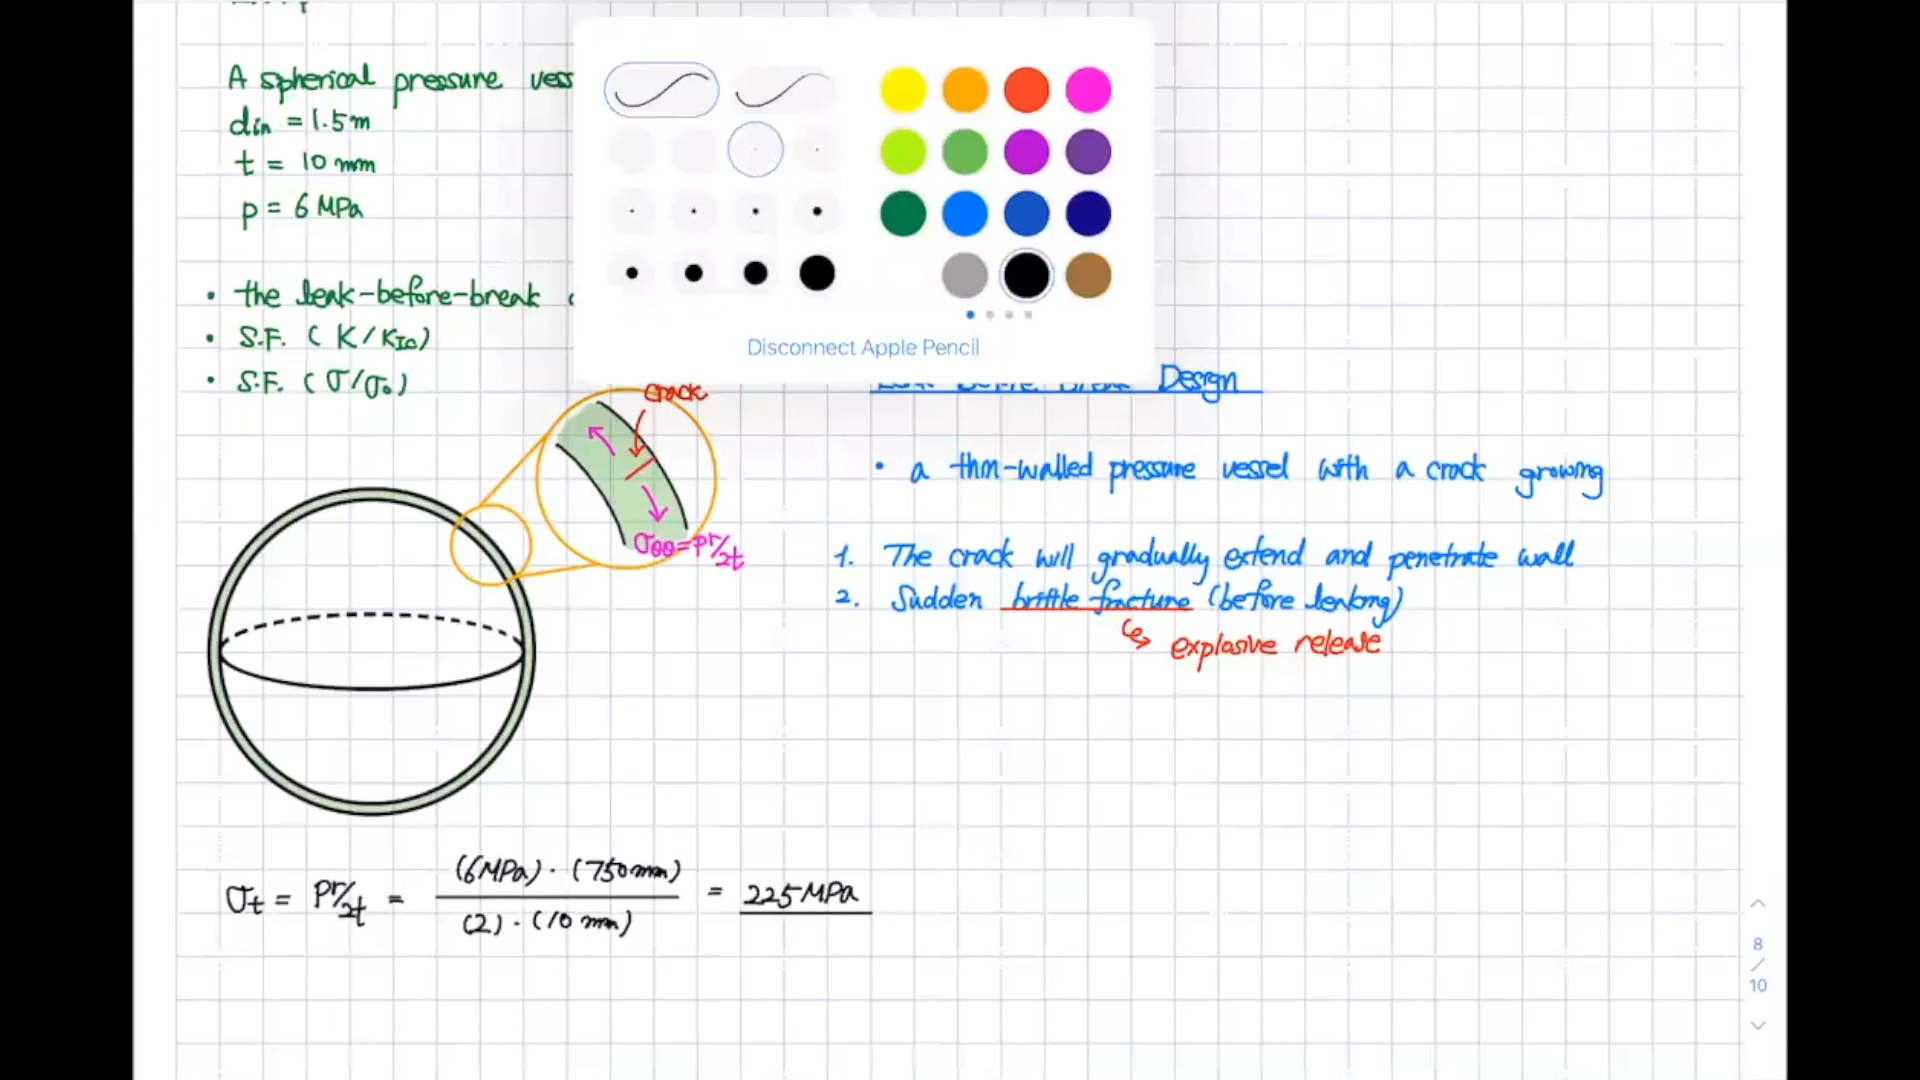 A spherical pressure vess
din = 1.5m
t = 10 mm
p = 6 MPa
• the leak-before-break
• S.F. ( K / KIC )
• S.F. ( σ / σo )
Disconnect Apple Pencil
Design
crack
σθθ = pr/2t
• a thin-walled pressure vessel with a crack growing
1. The crack will gradually extend and penetrate wall
2. Sudden brittle fracture (before leaking)
↳ explosive release
σt = pr/2t = (6MPa) · (750mm) / (2) · (10 mm) = 225MPa
8
/
10